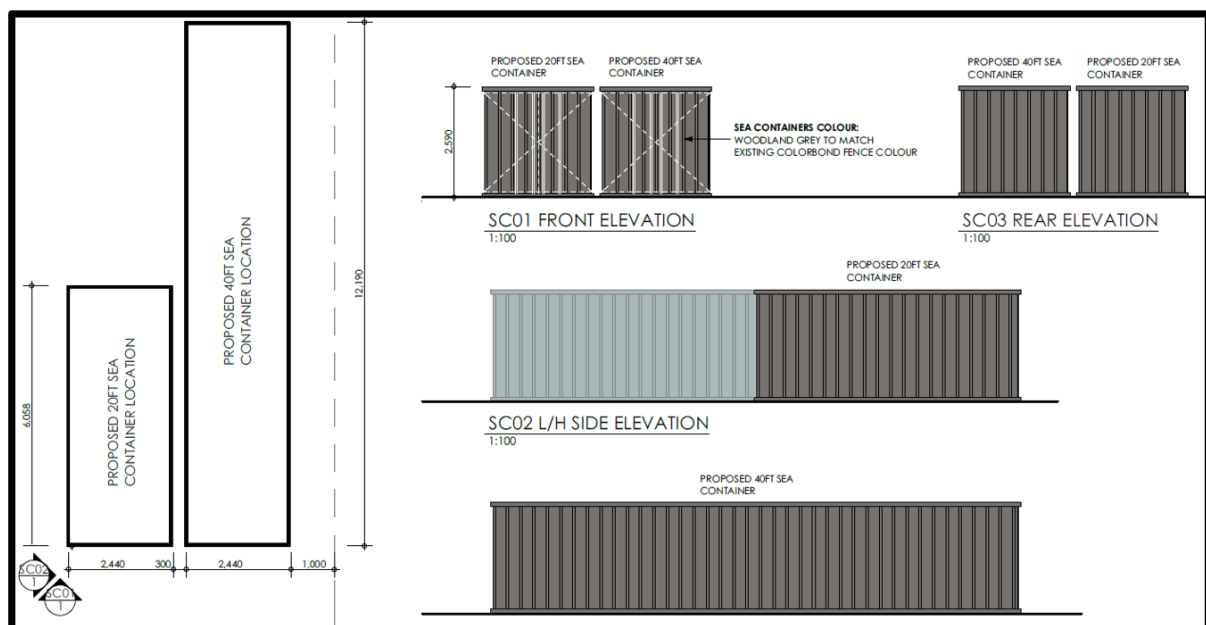 PROPOSED 20FT SEA
CONTAINER LOCATION
PROPOSED 40FT SEA
CONTAINER LOCATION
6,058
12,190
2,440
300
2,440
1,000
SC02
1
SC01
1
PROPOSED 20FT SEA
CONTAINER
PROPOSED 40FT SEA
CONTAINER
2,590
SEA CONTAINERS COLOUR:
WOODLAND GREY TO MATCH
EXISTING COLORBOND FENCE COLOUR
SC01 FRONT ELEVATION
1:100
PROPOSED 40FT SEA
CONTAINER
PROPOSED 20FT SEA
CONTAINER
SC03 REAR ELEVATION
1:100
PROPOSED 20FT SEA
CONTAINER
SC02 L/H SIDE ELEVATION
1:100
PROPOSED 40FT SEA
CONTAINER